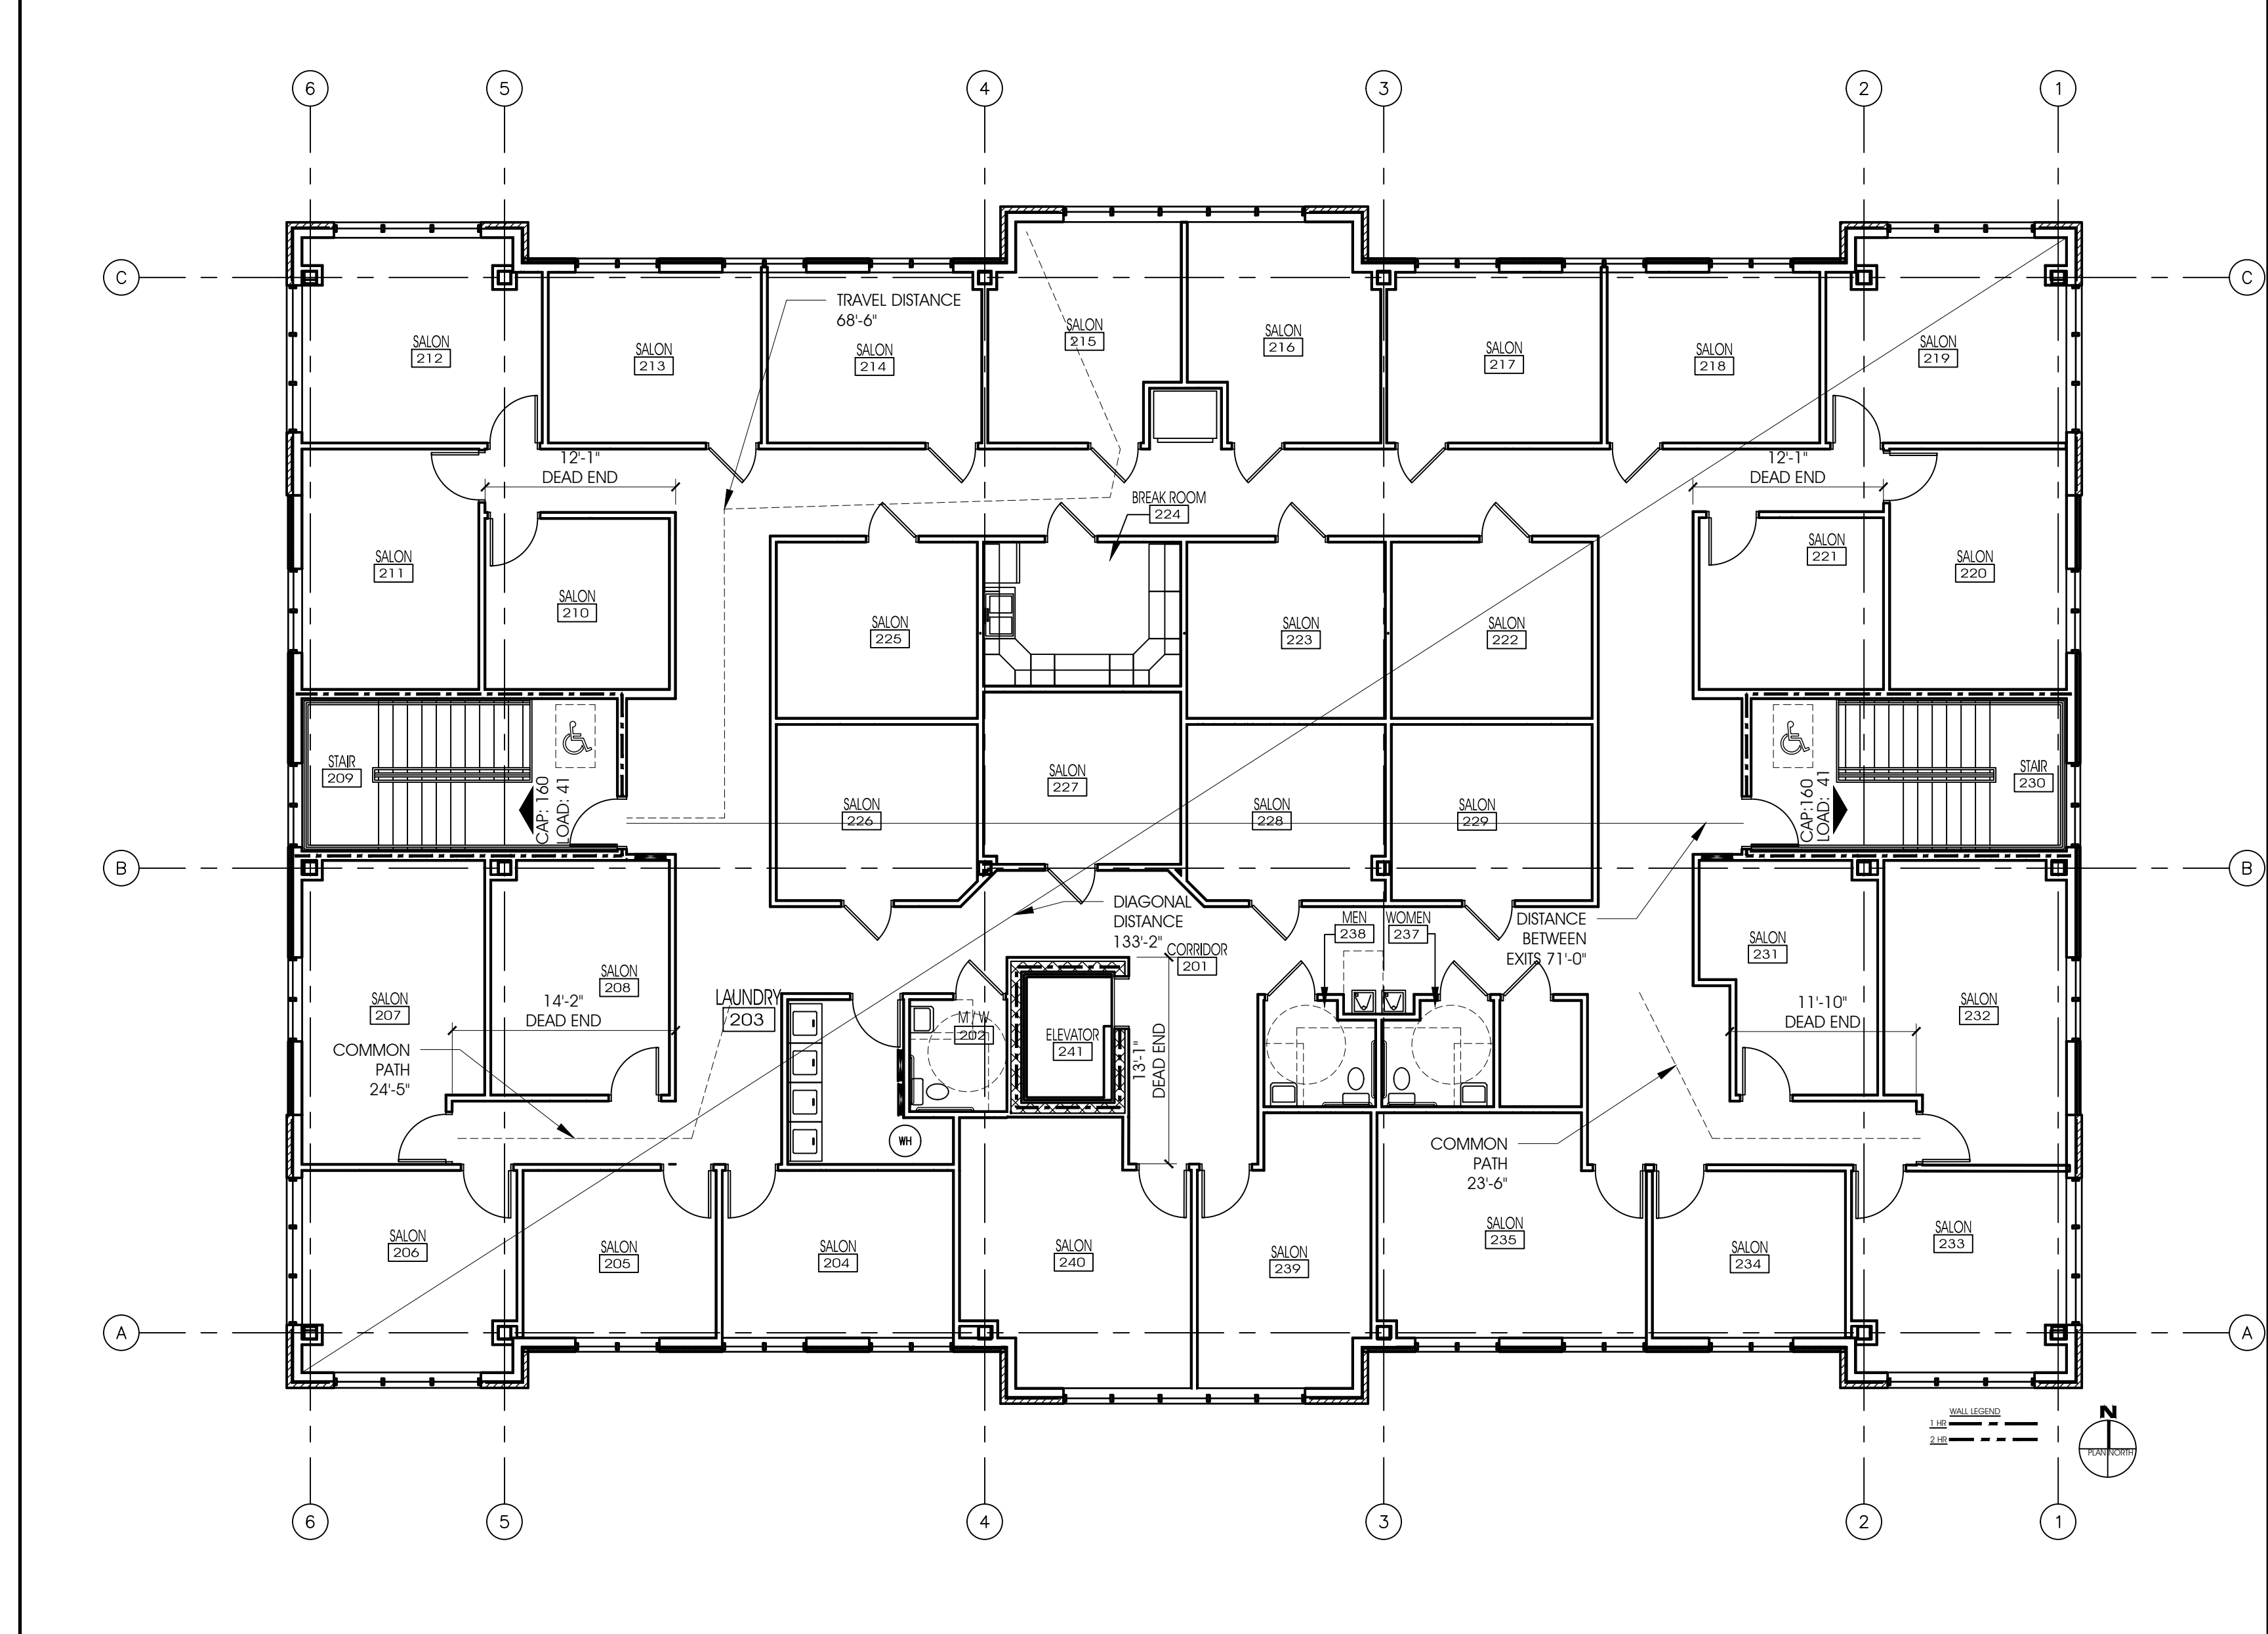 6 5 4 3 2 1
C C
TRAVEL DISTANCE
68'-6"
SALON
212
SALON
213
SALON
214
SALON
215
SALON
216
SALON
217
SALON
218
SALON
219
12'-1"
DEAD END
12'-1"
DEAD END
BREAK ROOM
224
SALON
211
SALON
210
SALON
225
SALON
223
SALON
222
SALON
221
SALON
220
STAIR
209
CAP: 160
LOAD: 41
SALON
226
SALON
227
SALON
228
SALON
229
CAP:160
LOAD: 41
STAIR
230
B B
DIAGONAL
DISTANCE
133'-2"
CORRIDOR
201
MEN
238
WOMEN
237
DISTANCE
BETWEEN
EXITS 71'-0"
SALON
231
SALON
208
SALON
207
14'-2"
DEAD END
COMMON
PATH
24'-5"
LAUNDRY
203
M / W
202
ELEVATOR
241
13'-1"
DEAD END
WH
11'-10"
DEAD END
SALON
232
COMMON
PATH
23'-6"
SALON
206
SALON
205
SALON
204
SALON
240
SALON
239
SALON
235
SALON
234
SALON
233
A A
WALL LEGEND
1 HR
2 HR
N
PLAN NORTH
6 5 4 3 2 1